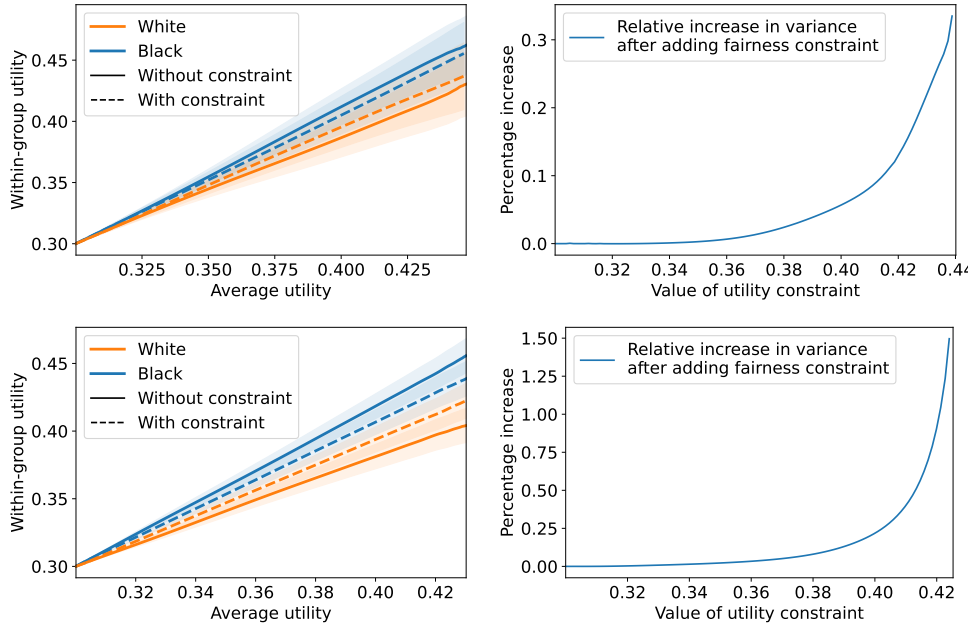 White
Black
Without constraint
With constraint
Within-group utility
0.45
0.40
0.35
0.30
0.325 0.350 0.375 0.400 0.425
Average utility
Relative increase in variance
after adding fairness constraint
Percentage increase
0.3
0.2
0.1
0.0
0.32 0.34 0.36 0.38 0.40 0.42 0.44
Value of utility constraint
White
Black
Without constraint
With constraint
Within-group utility
0.45
0.40
0.35
0.30
0.32 0.34 0.36 0.38 0.40 0.42
Average utility
Relative increase in variance
after adding fairness constraint
Percentage increase
1.50
1.25
1.00
0.75
0.50
0.25
0.00
0.32 0.34 0.36 0.38 0.40 0.42
Value of utility constraint